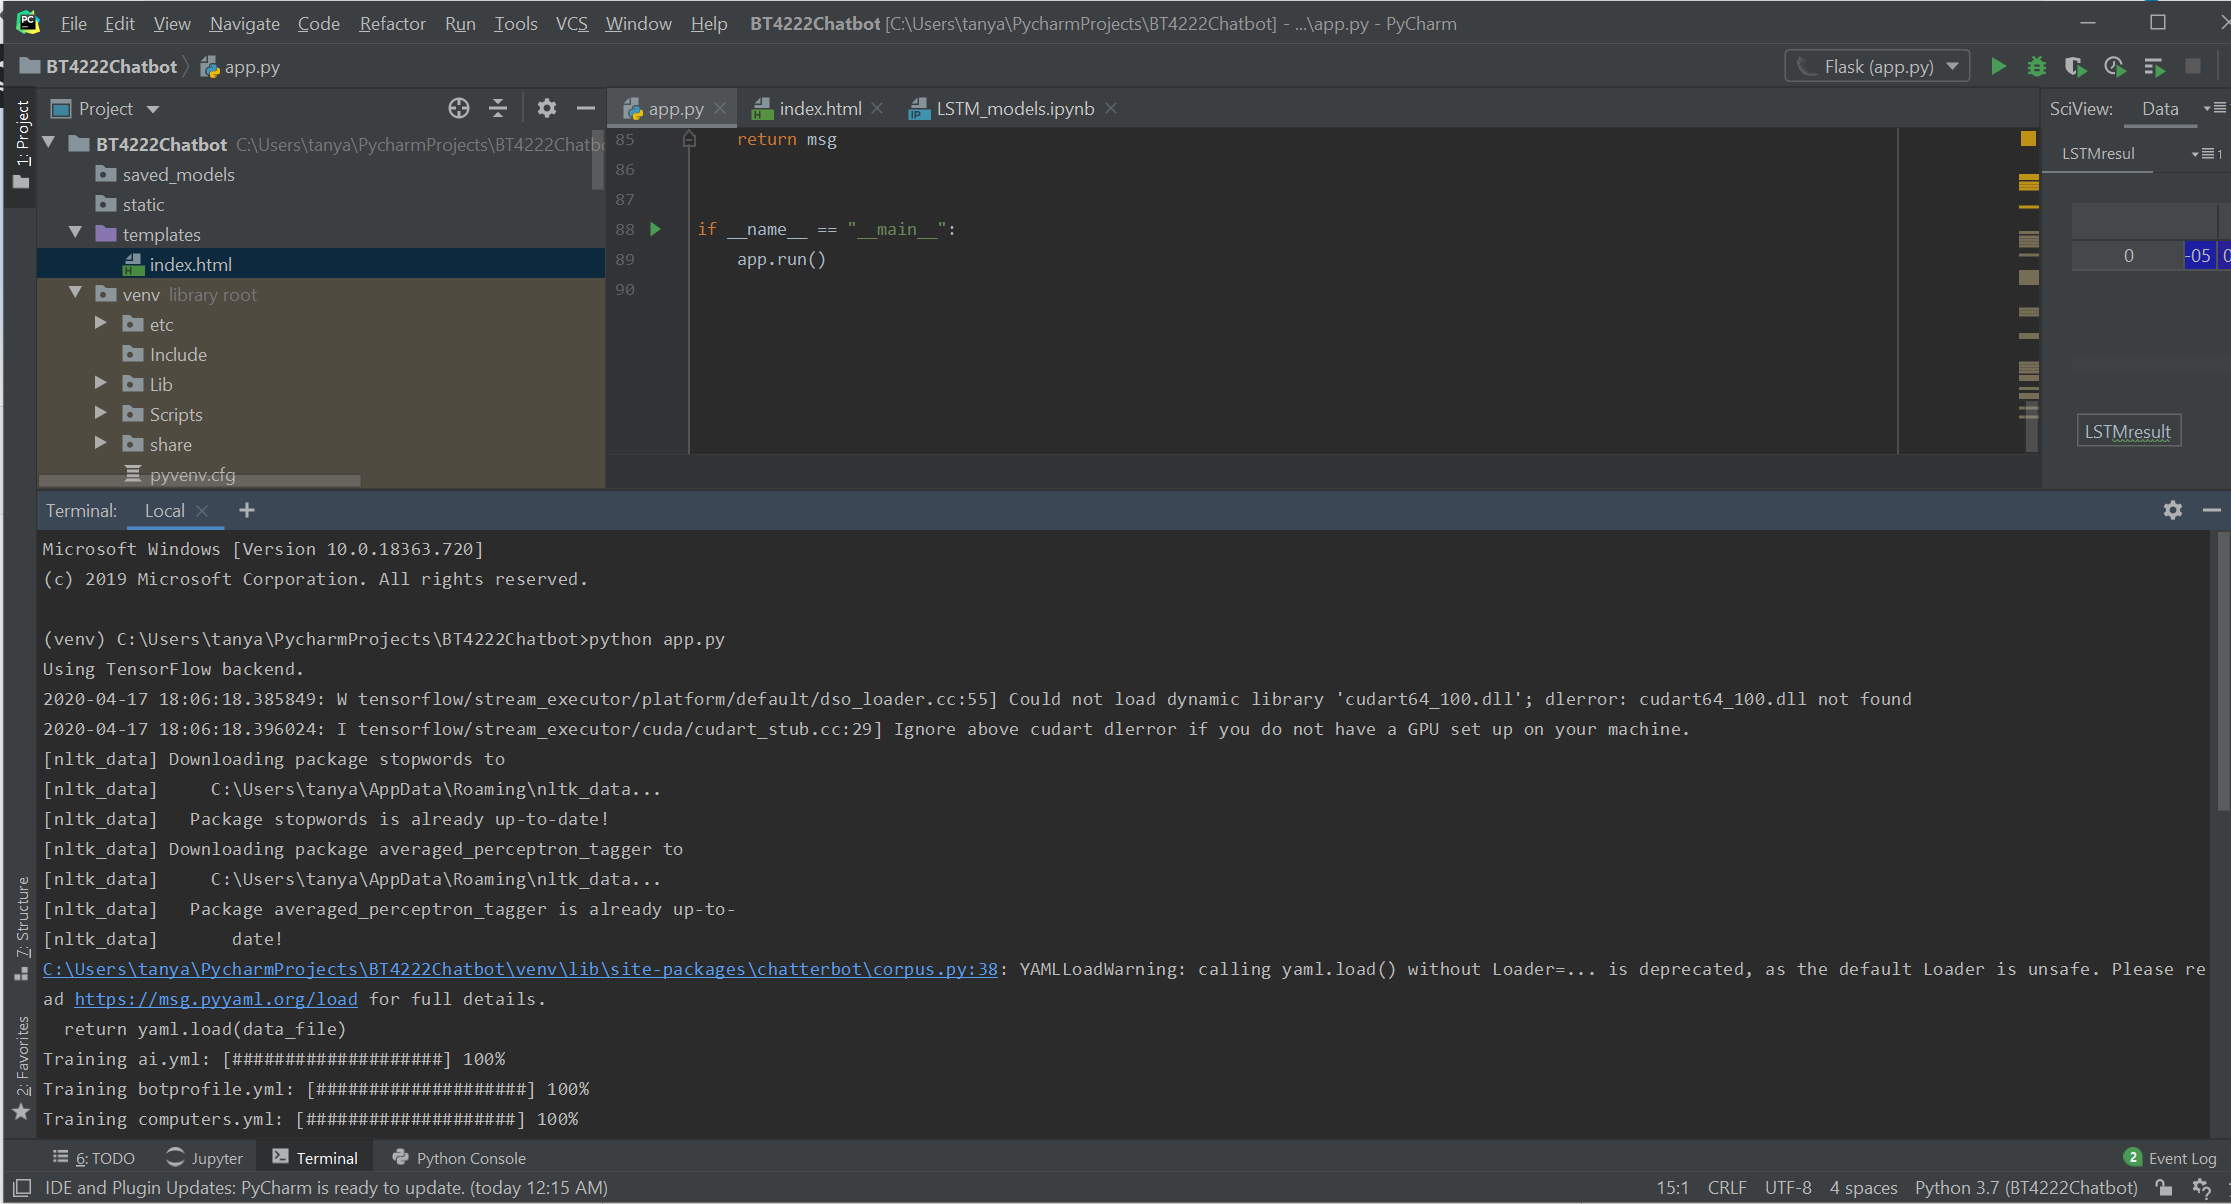 File Edit View Navigate Code Refactor Run Tools VCS Window Help BT4222Chatbot [C:\Users\tanya\PycharmProjects\BT4222Chatbot] - ...\app.py - PyCharm
BT4222Chatbot app.py Flask (app.py)
1: Project
Project
app.py index.html LSTM_models.ipynb
SciView: Data
BT4222Chatbot C:\Users\tanya\PycharmProjects\BT4222Chatb
saved_models
static
templates
index.html
venv library root
etc
Include
Lib
Scripts
share
pyvenv.cfg
85 return msg
86
87
88 if __name__ == "__main__":
89 app.run()
90
LSTMresul 1
0 -05 0
LSTMresult
Terminal: Local
Microsoft Windows [Version 10.0.18363.720]
(c) 2019 Microsoft Corporation. All rights reserved.
(venv) C:\Users\tanya\PycharmProjects\BT4222Chatbot>python app.py
Using TensorFlow backend.
2020-04-17 18:06:18.385849: W tensorflow/stream_executor/platform/default/dso_loader.cc:55] Could not load dynamic library 'cudart64_100.dll'; dlerror: cudart64_100.dll not found
2020-04-17 18:06:18.396024: I tensorflow/stream_executor/cuda/cudart_stub.cc:29] Ignore above cudart dlerror if you do not have a GPU set up on your machine.
[nltk_data] Downloading package stopwords to
[nltk_data]     C:\Users\tanya\AppData\Roaming\nltk_data...
[nltk_data]   Package stopwords is already up-to-date!
[nltk_data] Downloading package averaged_perceptron_tagger to
[nltk_data]     C:\Users\tanya\AppData\Roaming\nltk_data...
[nltk_data]   Package averaged_perceptron_tagger is already up-to-
[nltk_data]       date!
C:\Users\tanya\PycharmProjects\BT4222Chatbot\venv\lib\site-packages\chatterbot\corpus.py:38: YAMLLoadWarning: calling yaml.load() without Loader=... is deprecated, as the default Loader is unsafe. Please re
ad https://msg.pyyaml.org/load for full details.
  return yaml.load(data_file)
Training ai.yml: [####################] 100%
Training botprofile.yml: [####################] 100%
Training computers.yml: [####################] 100%
7: Structure
2: Favorites
6: TODO Jupyter Terminal Python Console 2 Event Log
IDE and Plugin Updates: PyCharm is ready to update. (today 12:15 AM) 15:1 CRLF UTF-8 4 spaces Python 3.7 (BT4222Chatbot)